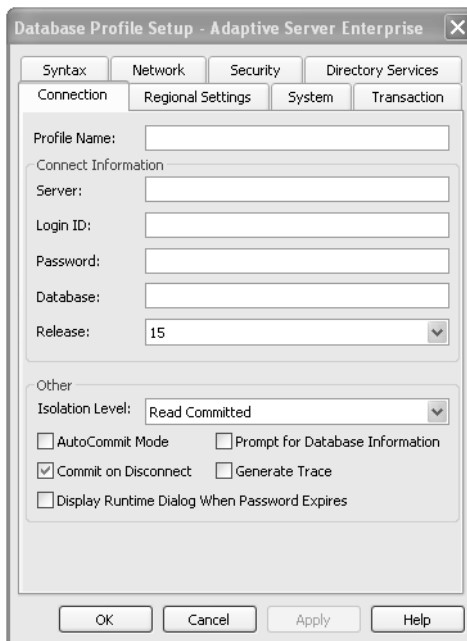 Database Profile Setup - Adaptive Server Enterprise
Syntax Network Security Directory Services
Connection Regional Settings System Transaction
Profile Name:
Connect Information
Server:
Login ID:
Password:
Database:
Release: 15
Other
Isolation Level: Read Committed
AutoCommit Mode Prompt for Database Information
Commit on Disconnect Generate Trace
Display Runtime Dialog When Password Expires
OK Cancel Apply Help